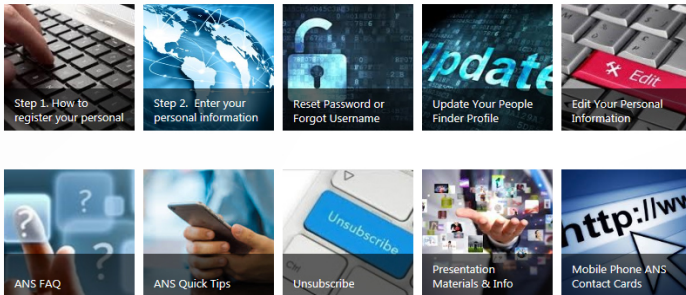 Step 1. How to
register your personal
Step 2.  Enter your
personal information
Reset Password or
Forgot Username
Update
Update Your People
Finder Profile
Edit
Edit Your Personal
Information
?
?
?
ANS FAQ
ANS Quick Tips
Unsubscribe
Ctrl
Unsubscribe
Presentation
Materials & Info
http://ww
Mobile Phone ANS
Contact Cards